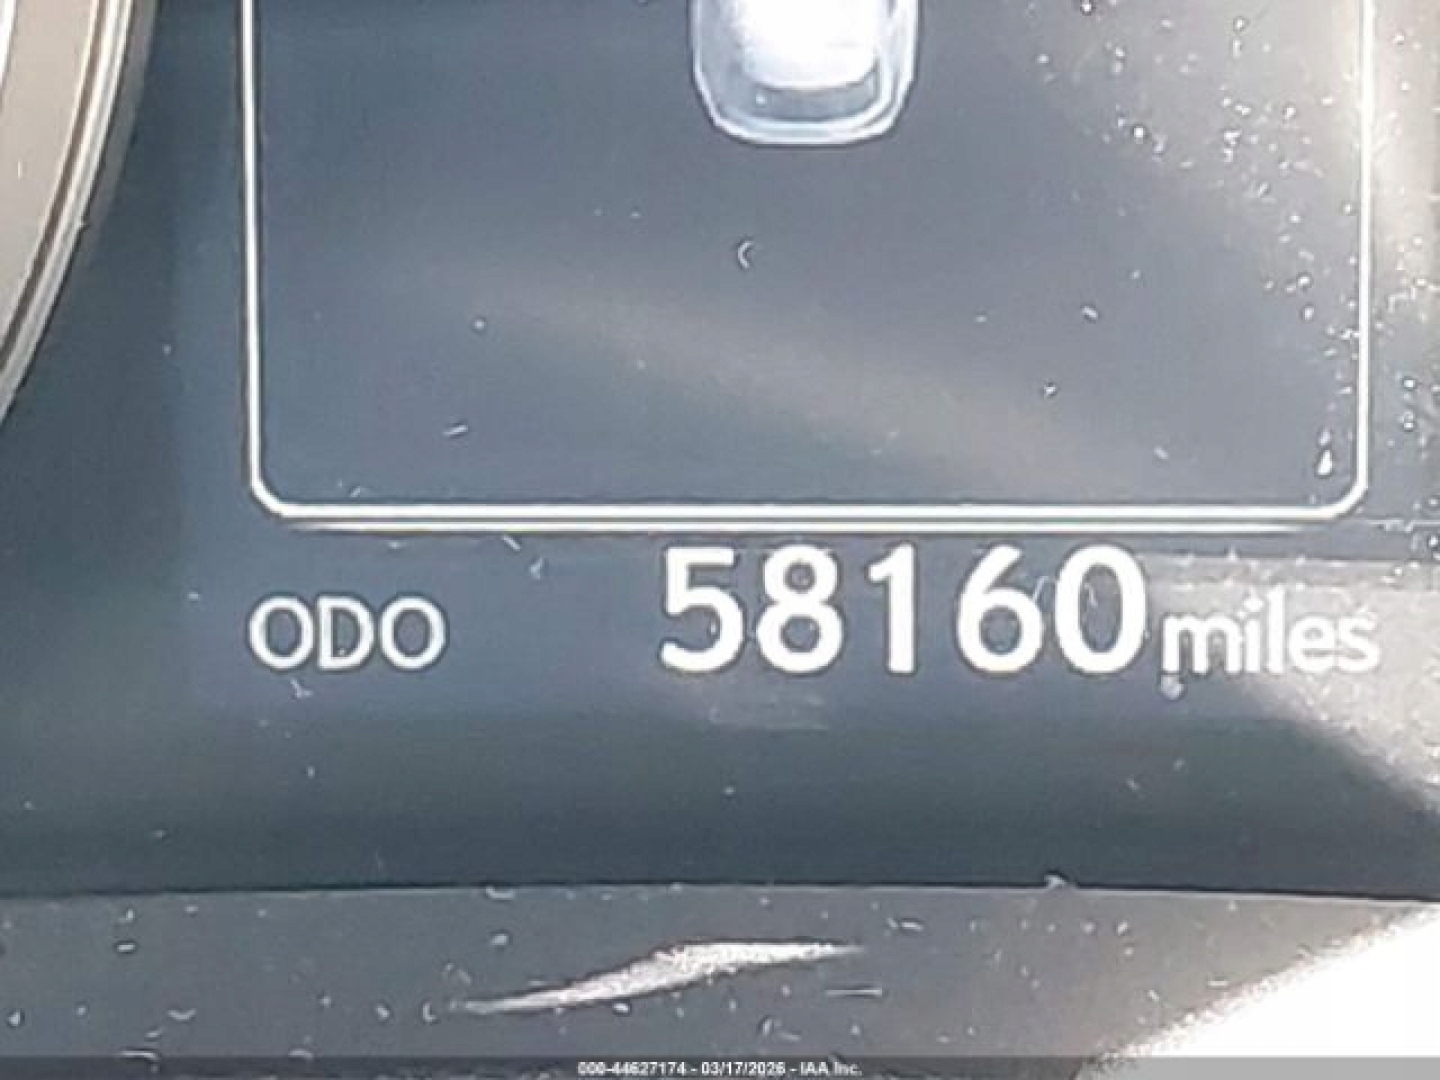 ODO 58160 miles
000-44627174 - 03/17/2026 - IAA Inc.